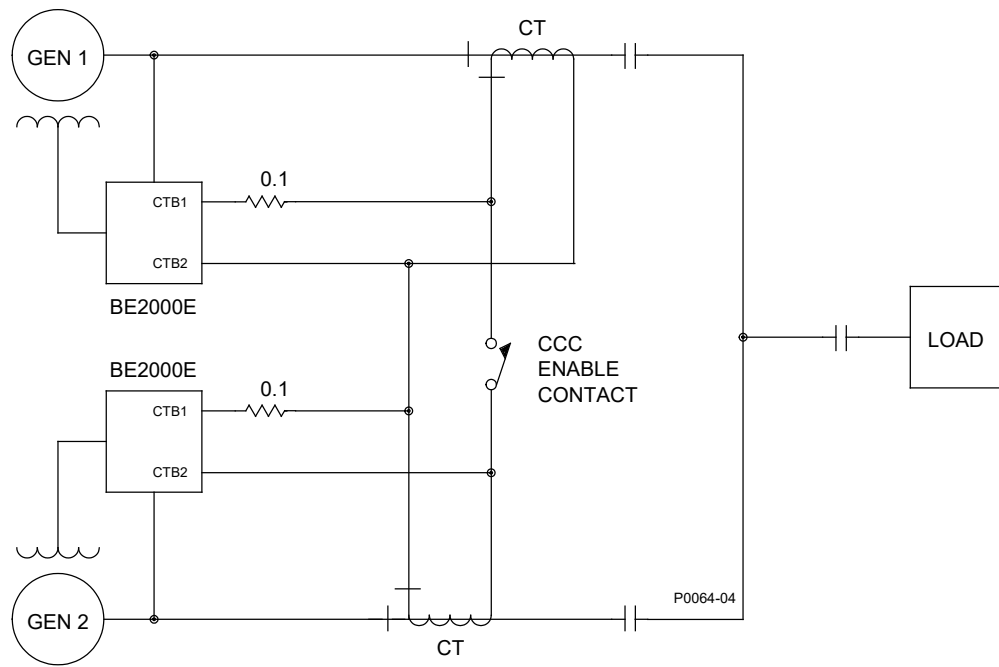 CT
GEN 1
0.1
CTB1
CTB2
BE2000E
CCC
ENABLE
CONTACT
LOAD
BE2000E
0.1
CTB1
CTB2
P0064-04
GEN 2
CT